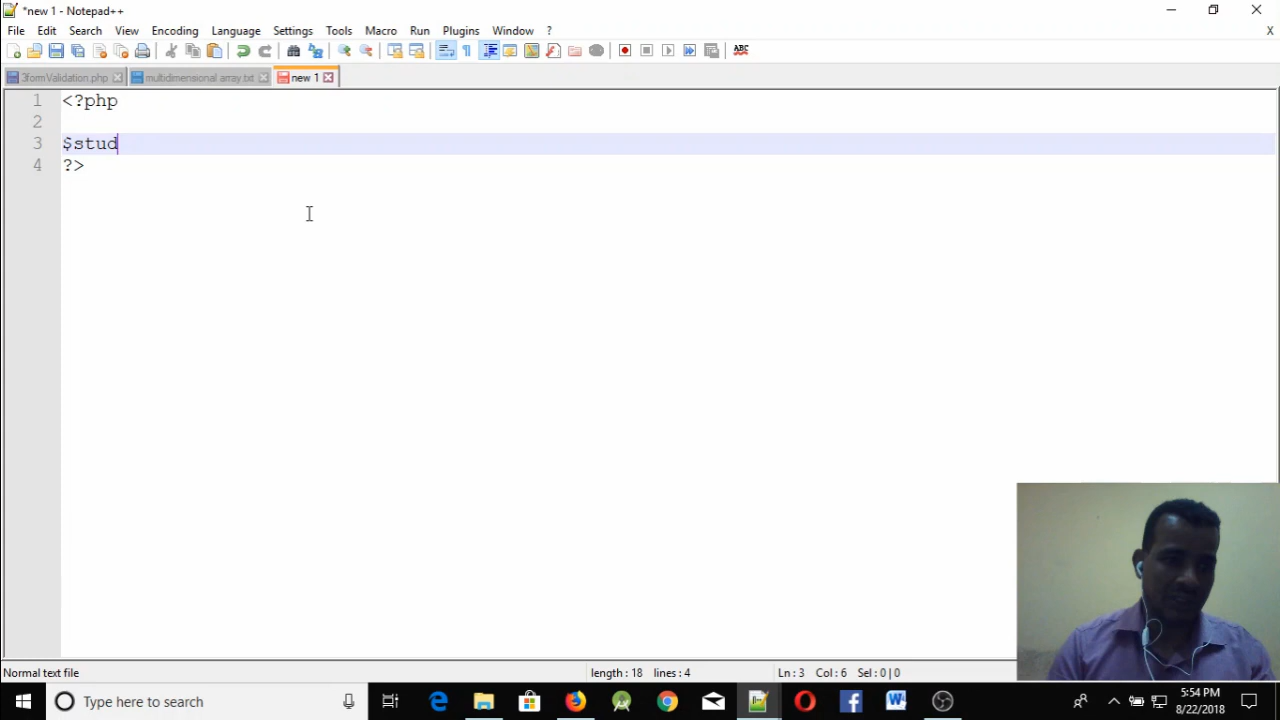 *new 1 - Notepad++
File Edit Search View Encoding Language Settings Tools Macro Run Plugins Window ? X
ABC
3formValidation.php multidimensional array.txt new 1
1 <?php
2
3 $stud
4 ?>
Normal text file length : 18 lines : 4 Ln : 3 Col : 6 Sel : 0 | 0
Type here to search
5:54 PM
8/22/2018